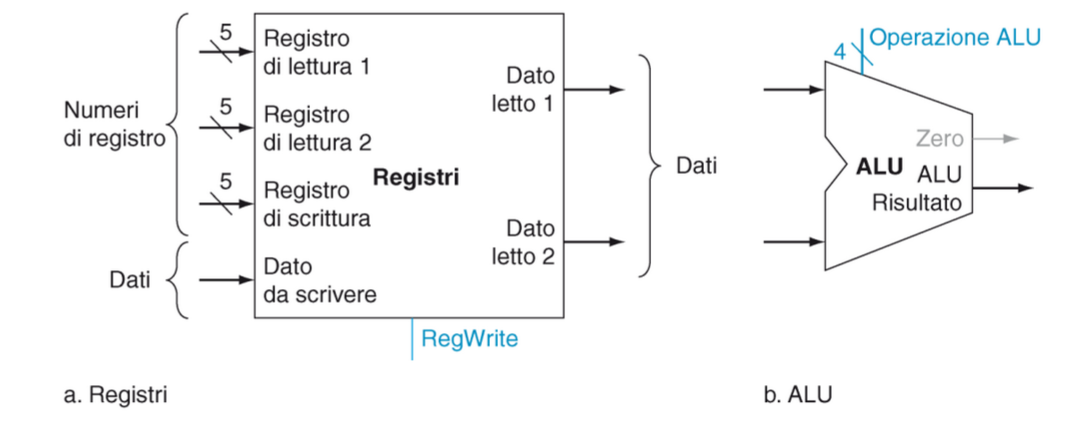 Numeri
di registro
Dati
5
Registro
di lettura 1
5
Registro
di lettura 2
5
Registro
di scrittura
Dato
da scrivere
Registri
Dato
letto 1
Dato
letto 2
RegWrite
Dati
a. Registri
4
Operazione ALU
Zero
ALU
ALU
Risultato
b. ALU